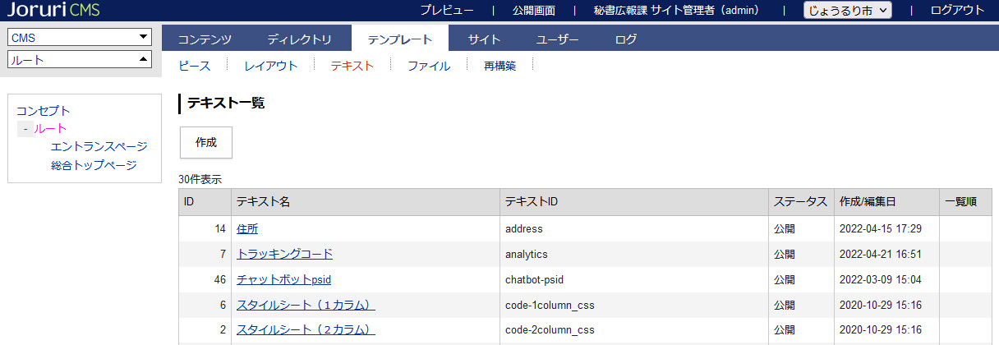 Joruri CMS プレビュー | 公開画面 | 秘書広報課 サイト管理者（admin） | じょうるり市 | ログアウト
CMS
ルート
コンテンツ ディレクトリ テンプレート サイト ユーザー ログ
ピース レイアウト テキスト ファイル 再構築
コンセプト
- ルート
エントランスページ
総合トップページ
テキスト一覧
作成
30件表示
ID テキスト名 テキストID ステータス 作成/編集日 一覧順
14 住所 address 公開 2022-04-15 17:29
7 トラッキングコード analytics 公開 2022-04-21 16:51
46 チャットボットpsid chatbot-psid 公開 2022-03-09 15:04
6 スタイルシート（１カラム） code-1column_css 公開 2020-10-29 15:16
2 スタイルシート（２カラム） code-2column_css 公開 2020-10-29 15:16